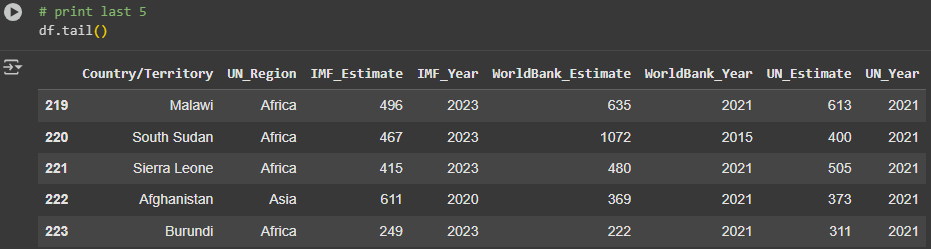 # print last 5
df.tail()
Country/Territory UN_Region IMF_Estimate IMF_Year WorldBank_Estimate WorldBank_Year UN_Estimate UN_Year
219 Malawi Africa 496 2023 635 2021 613 2021
220 South Sudan Africa 467 2023 1072 2015 400 2021
221 Sierra Leone Africa 415 2023 480 2021 505 2021
222 Afghanistan Asia 611 2020 369 2021 373 2021
223 Burundi Africa 249 2023 222 2021 311 2021